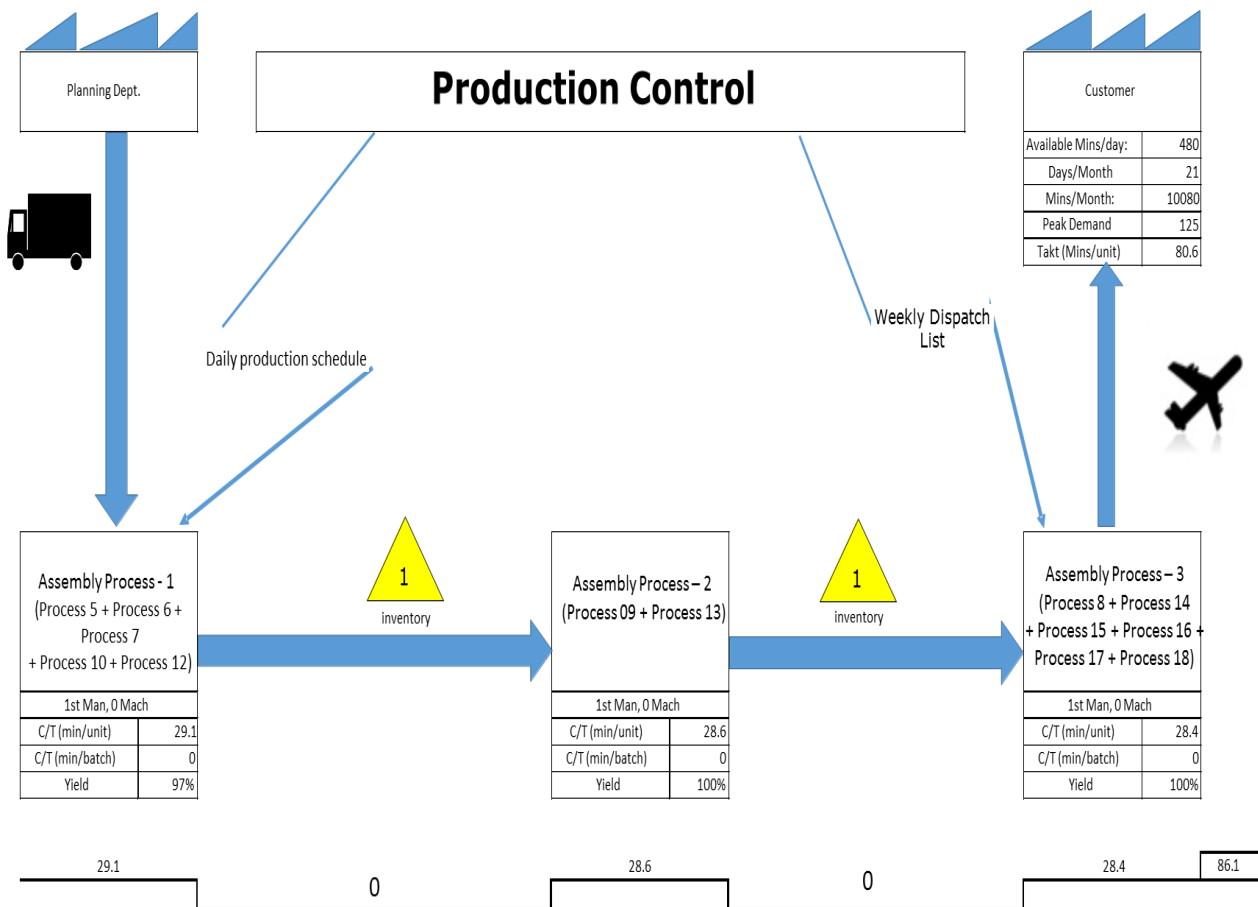 Planning Dept.
Production Control
Customer
Available Mins/day: 480
Days/Month 21
Mins/Month: 10080
Peak Demand 125
Takt (Mins/unit) 80.6
Daily production schedule
Weekly Dispatch
List
Assembly Process - 1
(Process 5 + Process 6 +
Process 7
+ Process 10 + Process 12)
1st Man, 0 Mach
C/T (min/unit) 29.1
C/T (min/batch) 0
Yield 97%
1
inventory
Assembly Process – 2
(Process 09 + Process 13)
1st Man, 0 Mach
C/T (min/unit) 28.6
C/T (min/batch) 0
Yield 100%
1
inventory
Assembly Process – 3
(Process 8 + Process 14
+ Process 15 + Process 16 +
Process 17 + Process 18)
1st Man, 0 Mach
C/T (min/unit) 28.4
C/T (min/batch) 0
Yield 100%
29.1
0
28.6
0
28.4
86.1